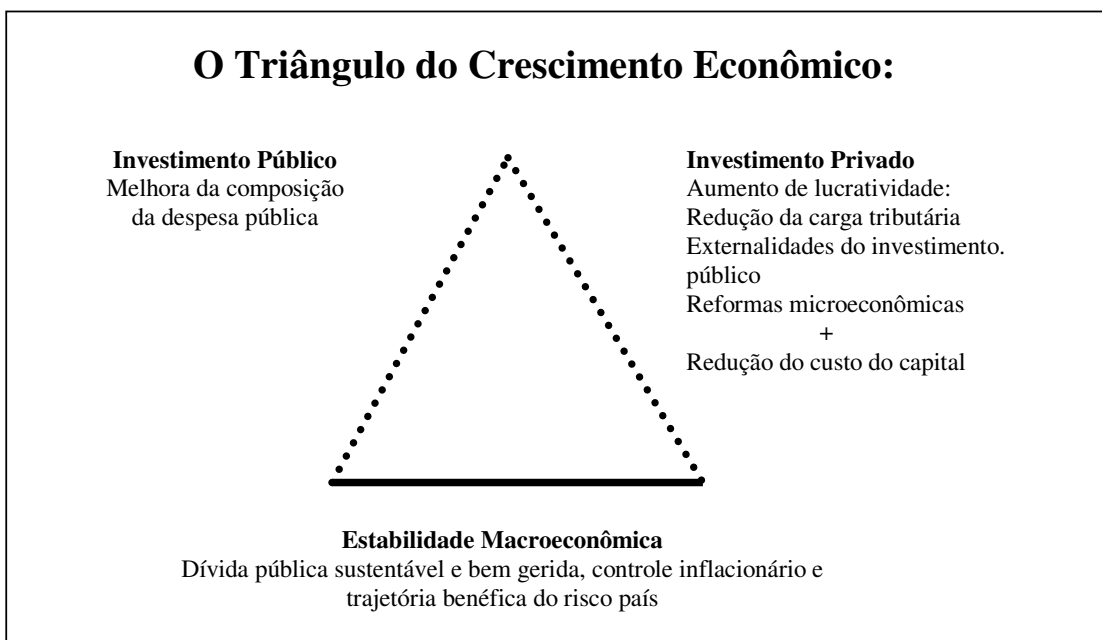 O Triângulo do Crescimento Econômico:
Investimento Público
Melhora da composição
da despesa pública
Investimento Privado
Aumento de lucratividade:
Redução da carga tributária
Externalidades do investimento.
público
Reformas microeconômicas
+
Redução do custo do capital
Estabilidade Macroeconômica
Dívida pública sustentável e bem gerida, controle inflacionário e
trajetória benéfica do risco país